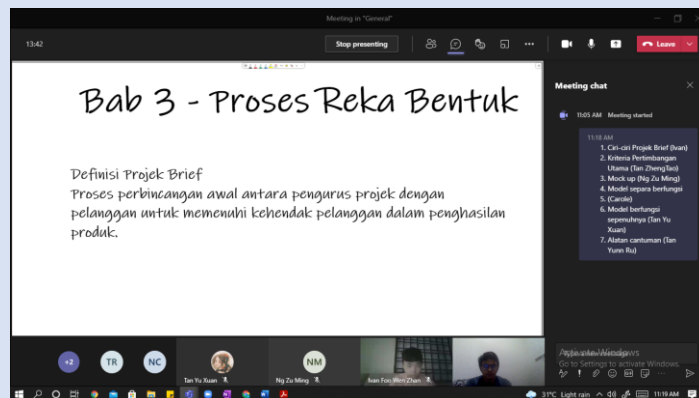 Meeting in "General"
13:42
Stop presenting
Leave
Bab 3 - Proses Reka Bentuk
Definisi Projek Brief
Proses perbincangan awal antara pengurus projek dengan
pelanggan untuk memenuhi kehendak pelanggan dalam penghasilan
produk.
Meeting chat
11:05 AM Meeting started
11:18 AM
1. Ciri-ciri Projek Brief (Ivan)
2. Kriteria Pertimbangan
Utama (Tan ZhengTao)
3. Mock up (Ng Zu Ming)
4. Model separa berfungsi
5. (Carole)
6. Model berfungsi
sepenuhnya (Tan Yu
Xuan)
7. Alatan cantuman (Tan
Yunn Ru)
+2
TR
NC
NM
Tan Yu Xuan
Ng Zu Ming
Ivan Foo Wen Zhan
Activate Windows
Go to Settings to activate Windows.
31°C Light rain
11:19 AM